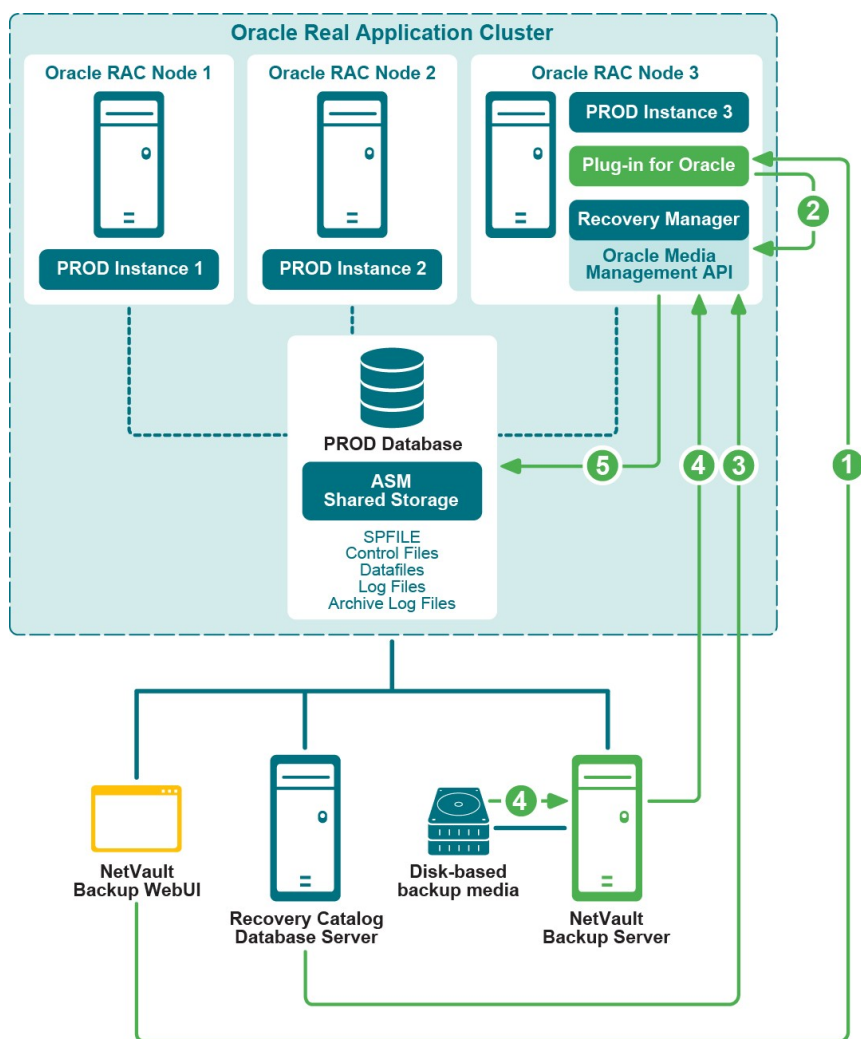 Oracle Real Application Cluster
Oracle RAC Node 1
Oracle RAC Node 2
Oracle RAC Node 3
PROD Instance 3
Plug-in for Oracle
2
Recovery Manager
Oracle Media
Management API
PROD Instance 1
PROD Instance 2
PROD Database
5
4
3
1
ASM
Shared Storage
SPFILE
Control Files
Datafiles
Log Files
Archive Log Files
4
NetVault
Backup WebUI
Recovery Catalog
Database Server
Disk-based
backup media
NetVault
Backup Server